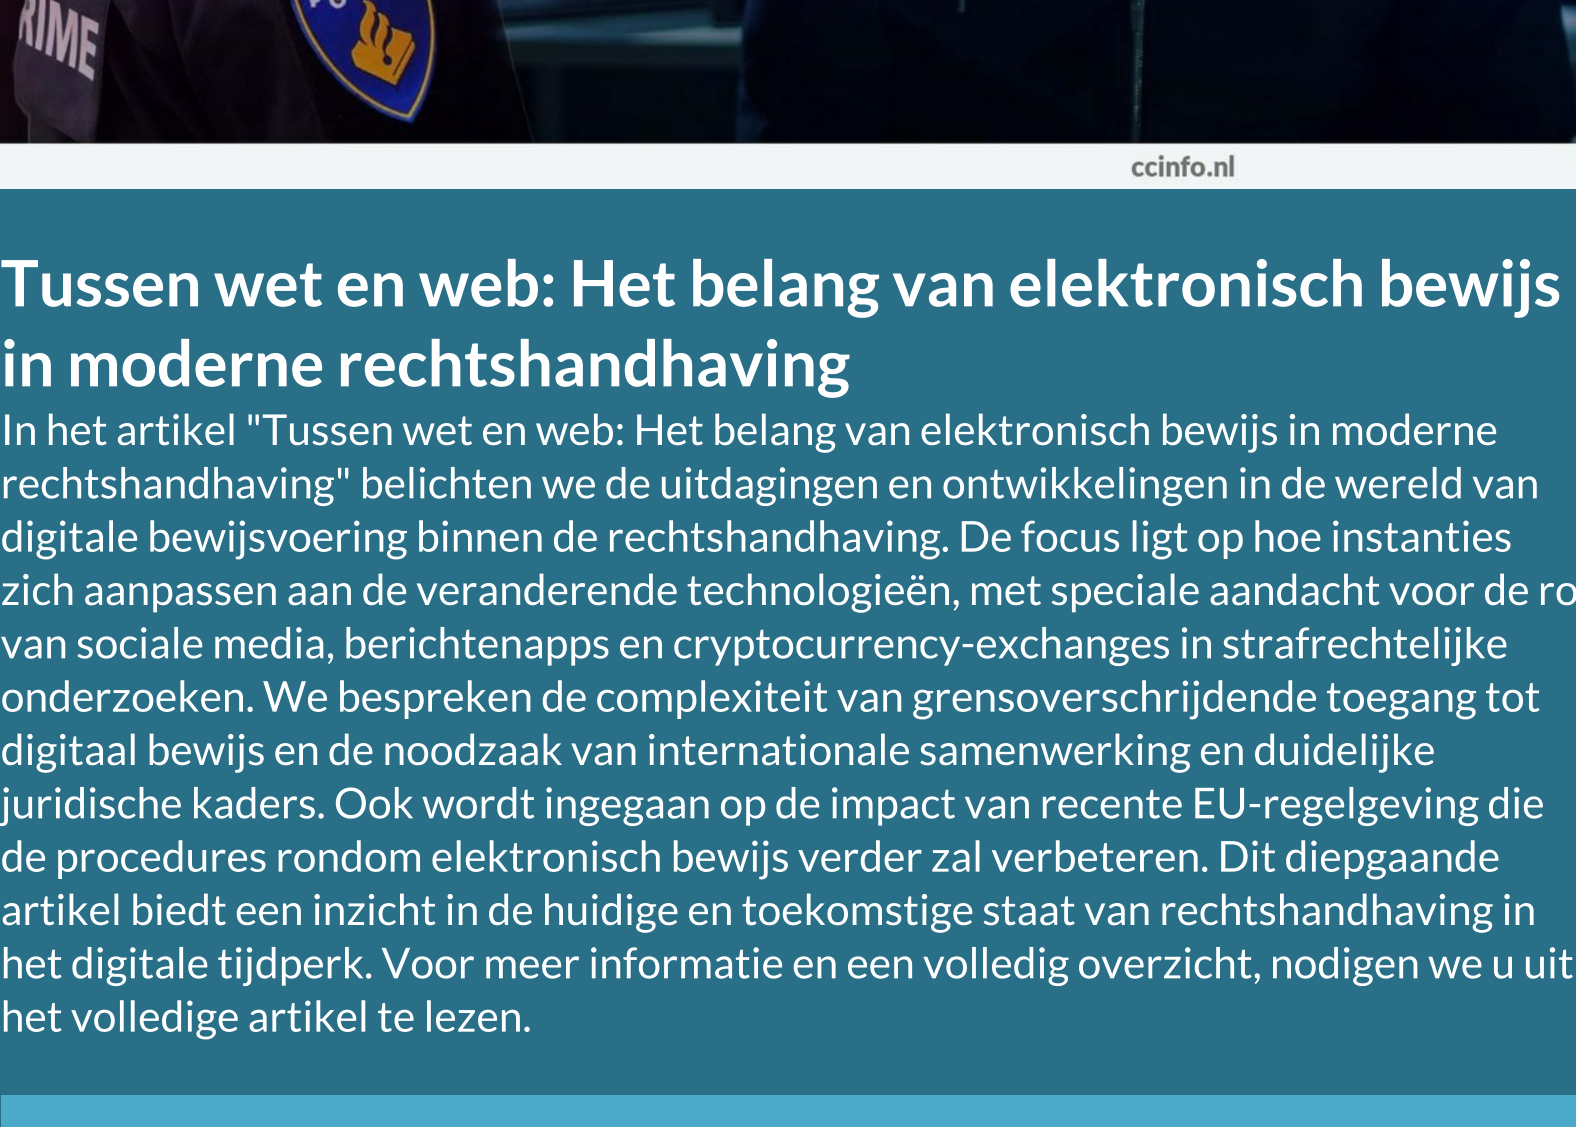 RIME
ccinfo.nl
Tussen wet en web: Het belang van elektronisch bewijs
in moderne rechtshandhaving
In het artikel "Tussen wet en web: Het belang van elektronisch bewijs in moderne
rechtshandhaving" belichten we de uitdagingen en ontwikkelingen in de wereld van
digitale bewijsvoering binnen de rechtshandhaving. De focus ligt op hoe instanties
zich aanpassen aan de veranderende technologieën, met speciale aandacht voor de ro
van sociale media, berichtenapps en cryptocurrency-exchanges in strafrechtelijke
onderzoeken. We bespreken de complexiteit van grensoverschrijdende toegang tot
digitaal bewijs en de noodzaak van internationale samenwerking en duidelijke
juridische kaders. Ook wordt ingegaan op de impact van recente EU-regelgeving die
de procedures rondom elektronisch bewijs verder zal verbeteren. Dit diepgaande
artikel biedt een inzicht in de huidige en toekomstige staat van rechtshandhaving in
het digitale tijdperk. Voor meer informatie en een volledig overzicht, nodigen we u uit
het volledige artikel te lezen.